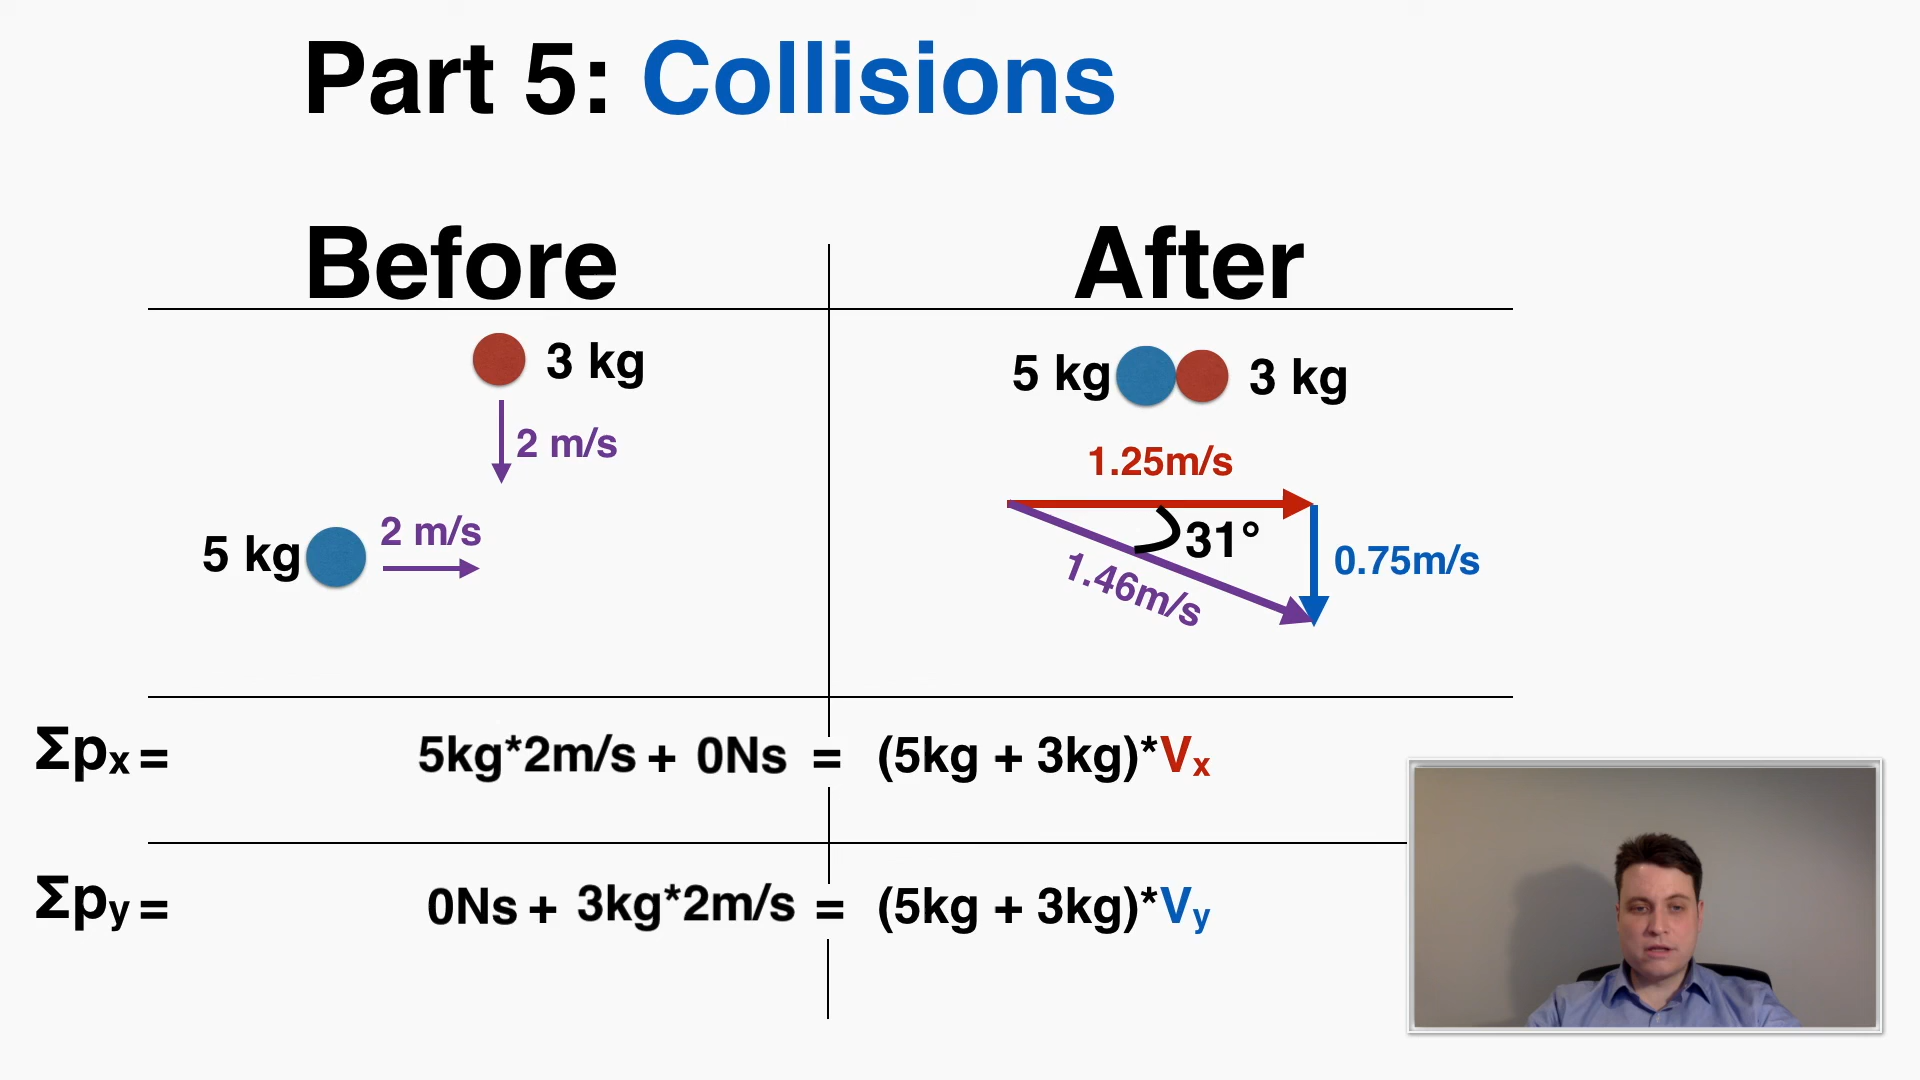 Part 5: Collisions
Before
After
3 kg
2 m/s
5 kg
2 m/s
5 kg
3 kg
1.25m/s
31°
1.46m/s
0.75m/s
Σpx = 5kg*2m/s + 0Ns = (5kg + 3kg)*Vx
Σpy = 0Ns + 3kg*2m/s = (5kg + 3kg)*Vy